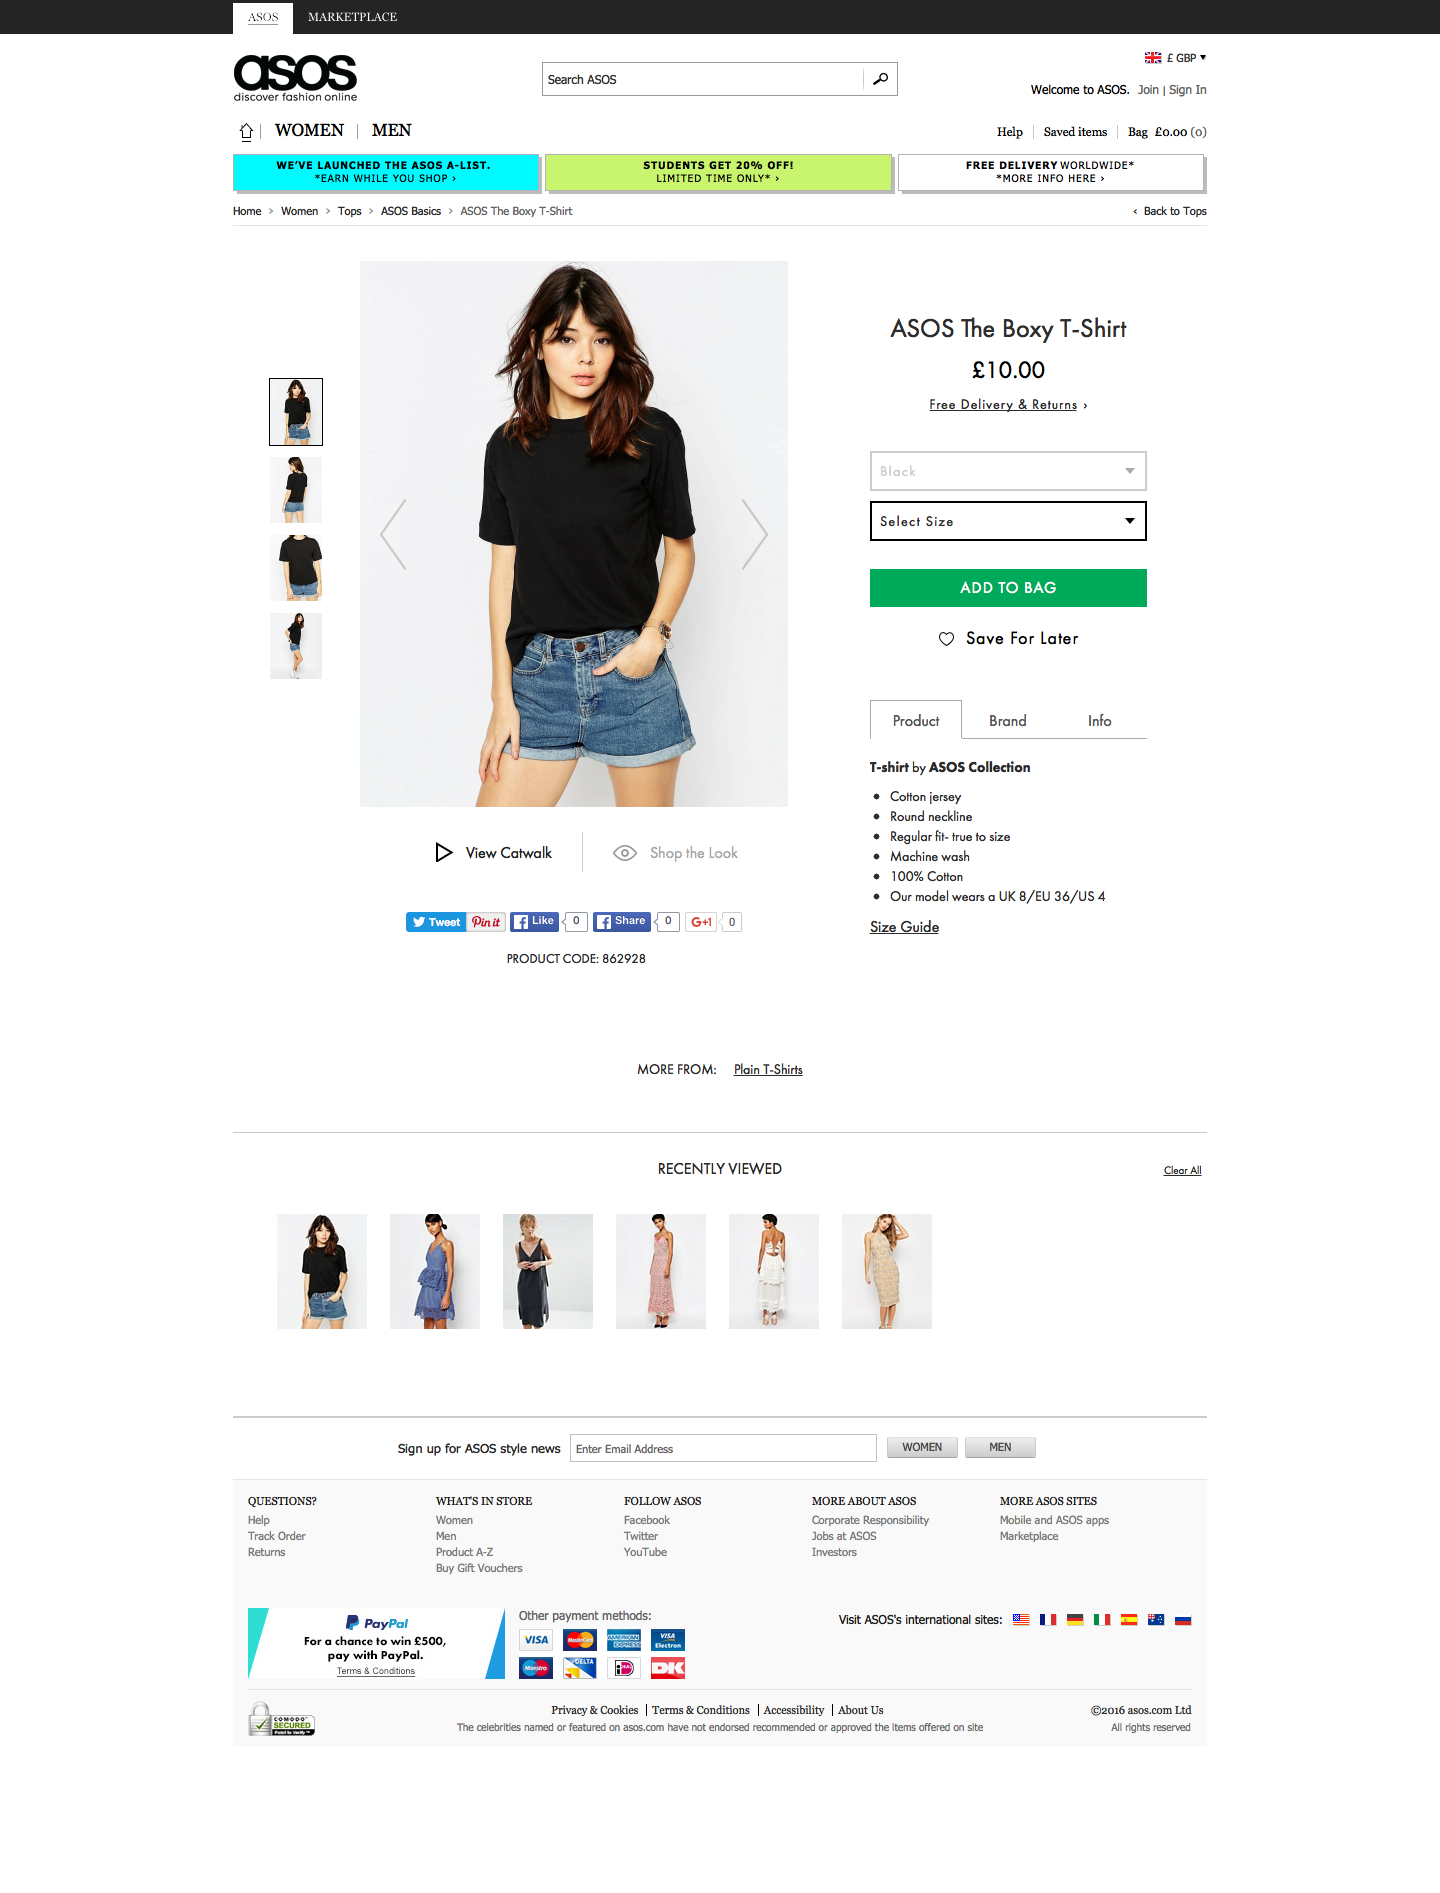 ASOS
MARKETPLACE
asos
discover fashion online
Search ASOS
£ GBP
Welcome to ASOS. Join | Sign In
WOMEN
MEN
Help
Saved items
Bag £0.00 (0)
WE'VE LAUNCHED THE ASOS A-LIST.
*EARN WHILE YOU SHOP ›
STUDENTS GET 20% OFF!
LIMITED TIME ONLY* ›
FREE DELIVERY WORLDWIDE*
*MORE INFO HERE ›
Home › Women › Tops › ASOS Basics › ASOS The Boxy T-Shirt
‹ Back to Tops
ASOS The Boxy T-Shirt
£10.00
Free Delivery & Returns ›
Black
Select Size
ADD TO BAG
Save For Later
Product
Brand
Info
T-shirt by ASOS Collection
Cotton jersey
Round neckline
Regular fit- true to size
Machine wash
100% Cotton
Our model wears a UK 8/EU 36/US 4
Size Guide
View Catwalk
Shop the Look
Tweet
Pin it
Like
0
Share
0
G+1
0
PRODUCT CODE: 862928
MORE FROM: Plain T-Shirts
RECENTLY VIEWED
Clear All
Sign up for ASOS style news
Enter Email Address
WOMEN
MEN
QUESTIONS?
Help
Track Order
Returns
WHAT'S IN STORE
Women
Men
Product A-Z
Buy Gift Vouchers
FOLLOW ASOS
Facebook
Twitter
YouTube
MORE ABOUT ASOS
Corporate Responsibility
Jobs at ASOS
Investors
MORE ASOS SITES
Mobile and ASOS apps
Marketplace
PayPal
For a chance to win £500,
pay with PayPal.
Terms & Conditions
Other payment methods:
VISA
MasterCard
AMERICAN EXPRESS
VISA Electron
Maestro
DELTA
iD
DK
Visit ASOS's international sites:
COMODO
SECURED
Point to Verify
Privacy & Cookies | Terms & Conditions | Accessibility | About Us
The celebrities named or featured on asos.com have not endorsed recommended or approved the items offered on site
©2016 asos.com Ltd
All rights reserved